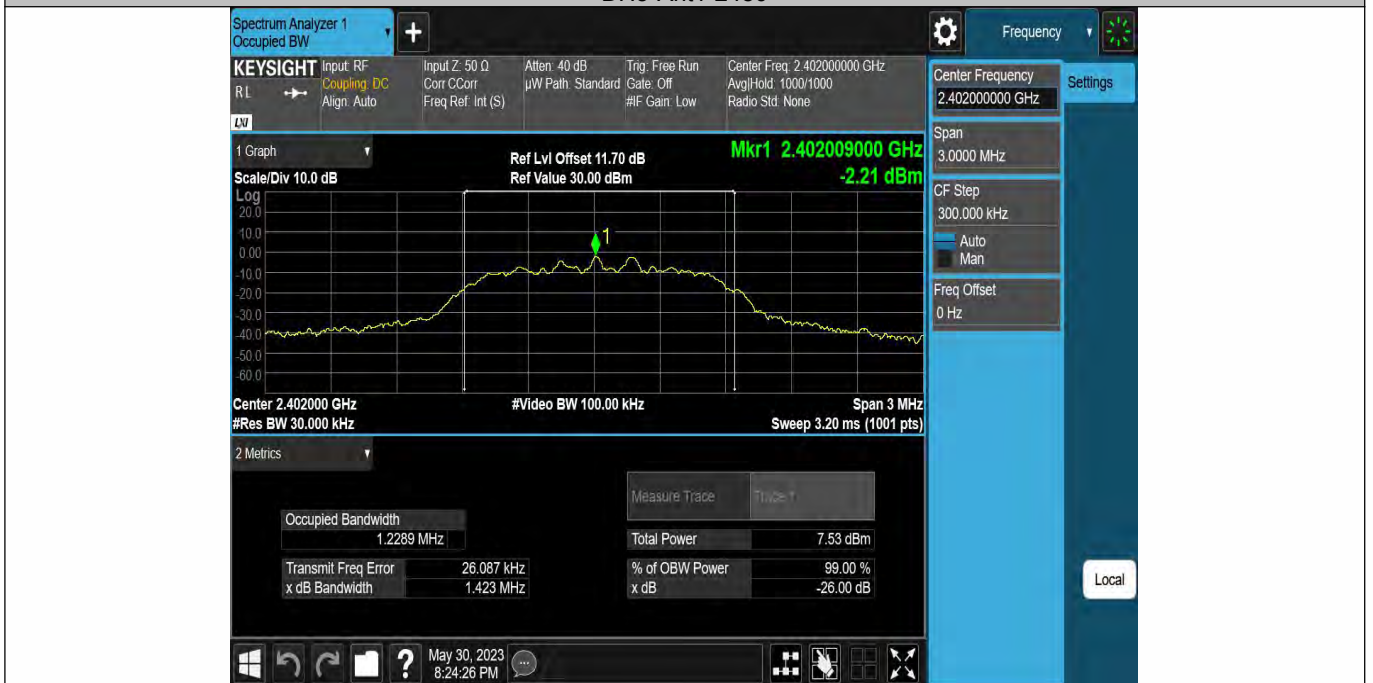 Spectrum Analyzer 1
Occupied BW
+
Frequency
KEYSIGHT
RL
LXI
Input: RF
Coupling: DC
Align: Auto
Input Z: 50 Ω
Corr CCorr
Freq Ref: Int (S)
Atten: 40 dB
µW Path: Standard
Trig: Free Run
Gate: Off
#IF Gain: Low
Center Freq: 2.402000000 GHz
Avg|Hold: 1000/1000
Radio Std: None
Center Frequency
2.402000000 GHz
Settings
Span
3.0000 MHz
CF Step
300.000 kHz
Auto
Man
Freq Offset
0 Hz
Local
1 Graph
Scale/Div 10.0 dB
Ref Lvl Offset 11.70 dB
Ref Value 30.00 dBm
Mkr1 2.402009000 GHz
-2.21 dBm
Log
20.0
10.0
0.00
-10.0
-20.0
-30.0
-40.0
-50.0
-60.0
1
Center 2.402000 GHz
#Res BW 30.000 kHz
#Video BW 100.00 kHz
Span 3 MHz
Sweep 3.20 ms (1001 pts)
2 Metrics
Measure Trace
Trace 1
Occupied Bandwidth
1.2289 MHz
Total Power 7.53 dBm
Transmit Freq Error 26.087 kHz
% of OBW Power 99.00 %
x dB Bandwidth 1.423 MHz
x dB -26.00 dB
?
May 30, 2023
8:24:26 PM